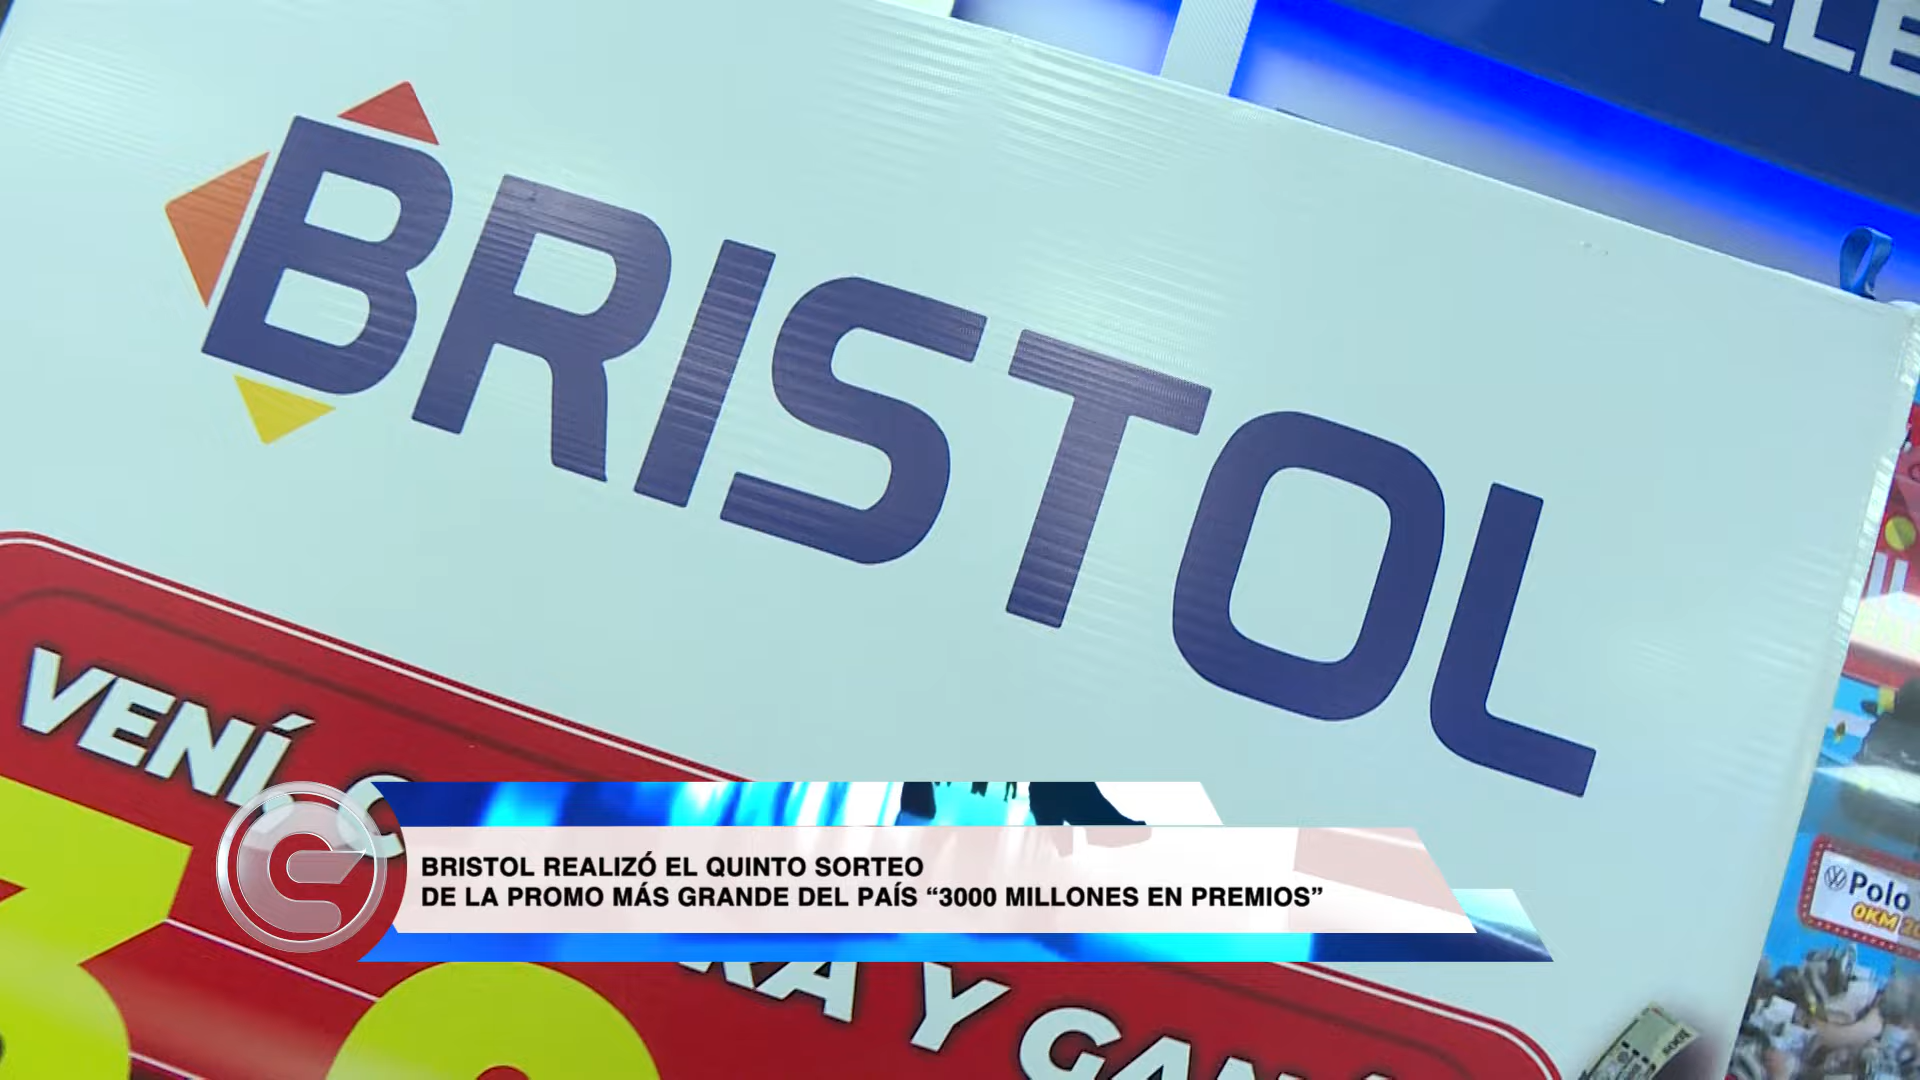 BRISTOL
VENÍ,
Y GANÁ
Polo
0KM
BRISTOL REALIZÓ EL QUINTO SORTEO
DE LA PROMO MÁS GRANDE DEL PAÍS “3000 MILLONES EN PREMIOS”